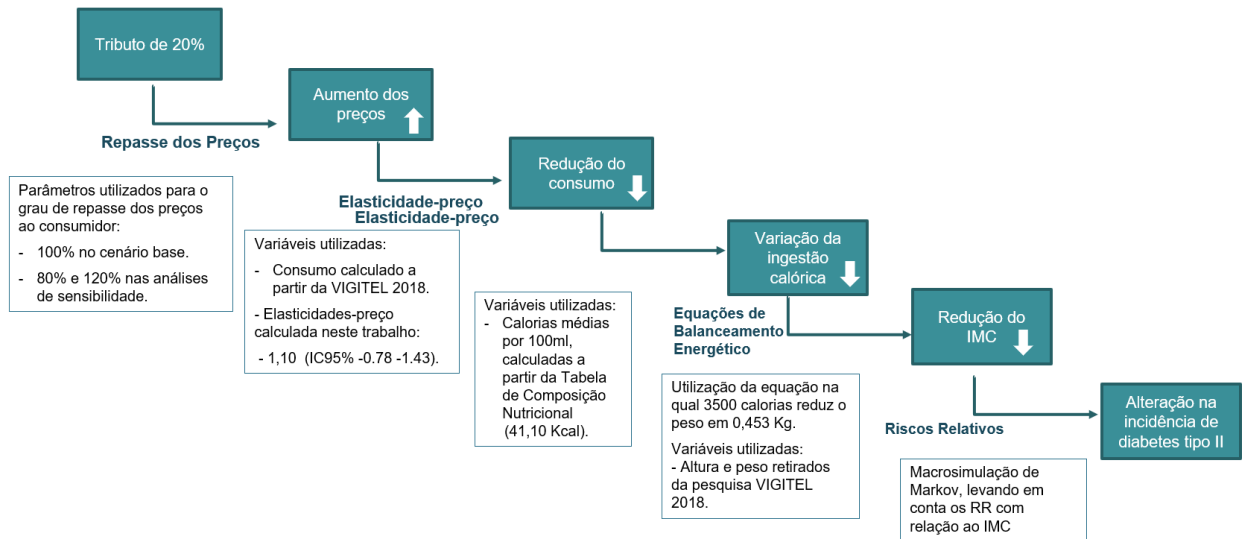 Tributo de 20%
Repasse dos Preços
Parâmetros utilizados para o
grau de repasse dos preços
ao consumidor:
- 100% no cenário base.
- 80% e 120% nas análises
de sensibilidade.
Aumento dos
preços
Elasticidade-preço
Elasticidade-preço
Variáveis utilizadas:
- Consumo calculado a
partir da VIGITEL 2018.
- Elasticidades-preço
calculada neste trabalho:
- 1,10 (IC95% -0.78 -1.43).
Redução do
consumo
Variáveis utilizadas:
- Calorias médias
por 100ml,
calculadas a
partir da Tabela
de Composição
Nutricional
(41,10 Kcal).
Variação da
ingestão
calórica
Equações de
Balanceamento
Energético
Utilização da equação na
qual 3500 calorias reduz o
peso em 0,453 Kg.
Variáveis utilizadas:
- Altura e peso retirados
da pesquisa VIGITEL
2018.
Redução do
IMC
Riscos Relativos
Macrosimulação de
Markov, levando em
conta os RR com
relação ao IMC
Alteração na
incidência de
diabetes tipo II